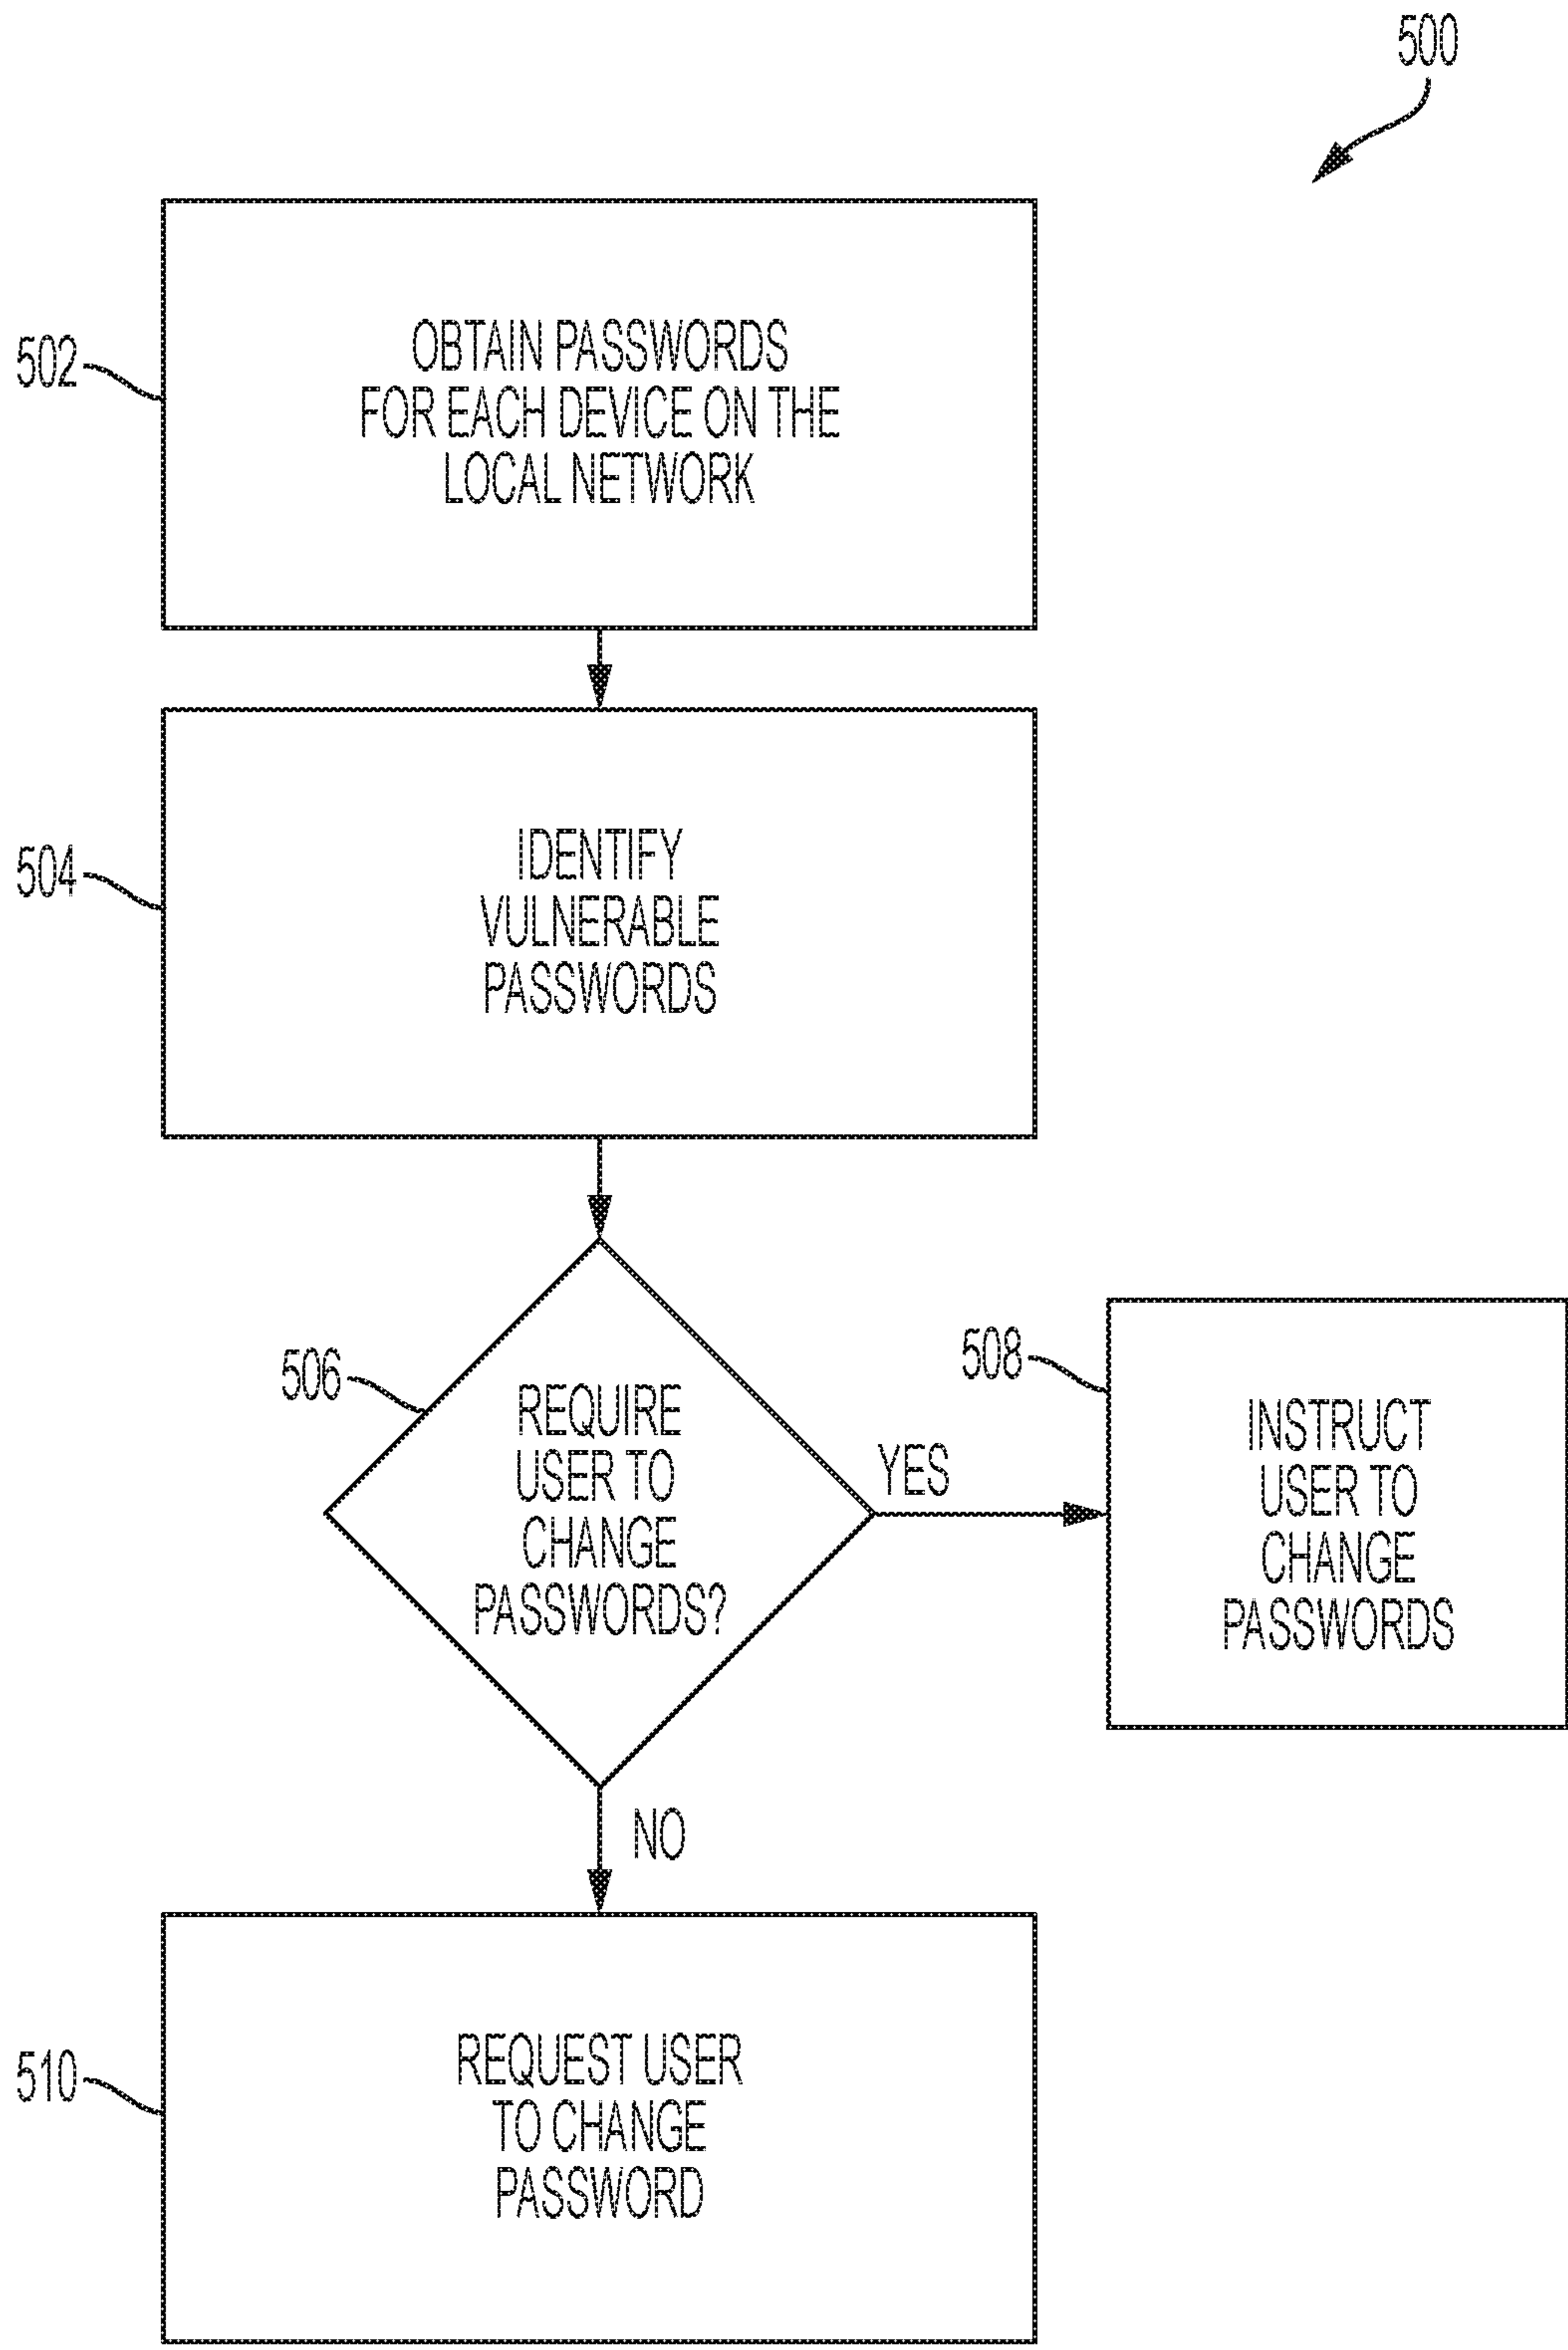 500
502
OBTAIN PASSWORDS
FOR EACH DEVICE ON THE
LOCAL NETWORK
504
IDENTIFY
VULNERABLE
PASSWORDS
506
REQUIRE
USER TO
CHANGE
PASSWORDS?
YES
508
INSTRUCT
USER TO
CHANGE
PASSWORDS
NO
510
REQUEST USER
TO CHANGE
PASSWORD